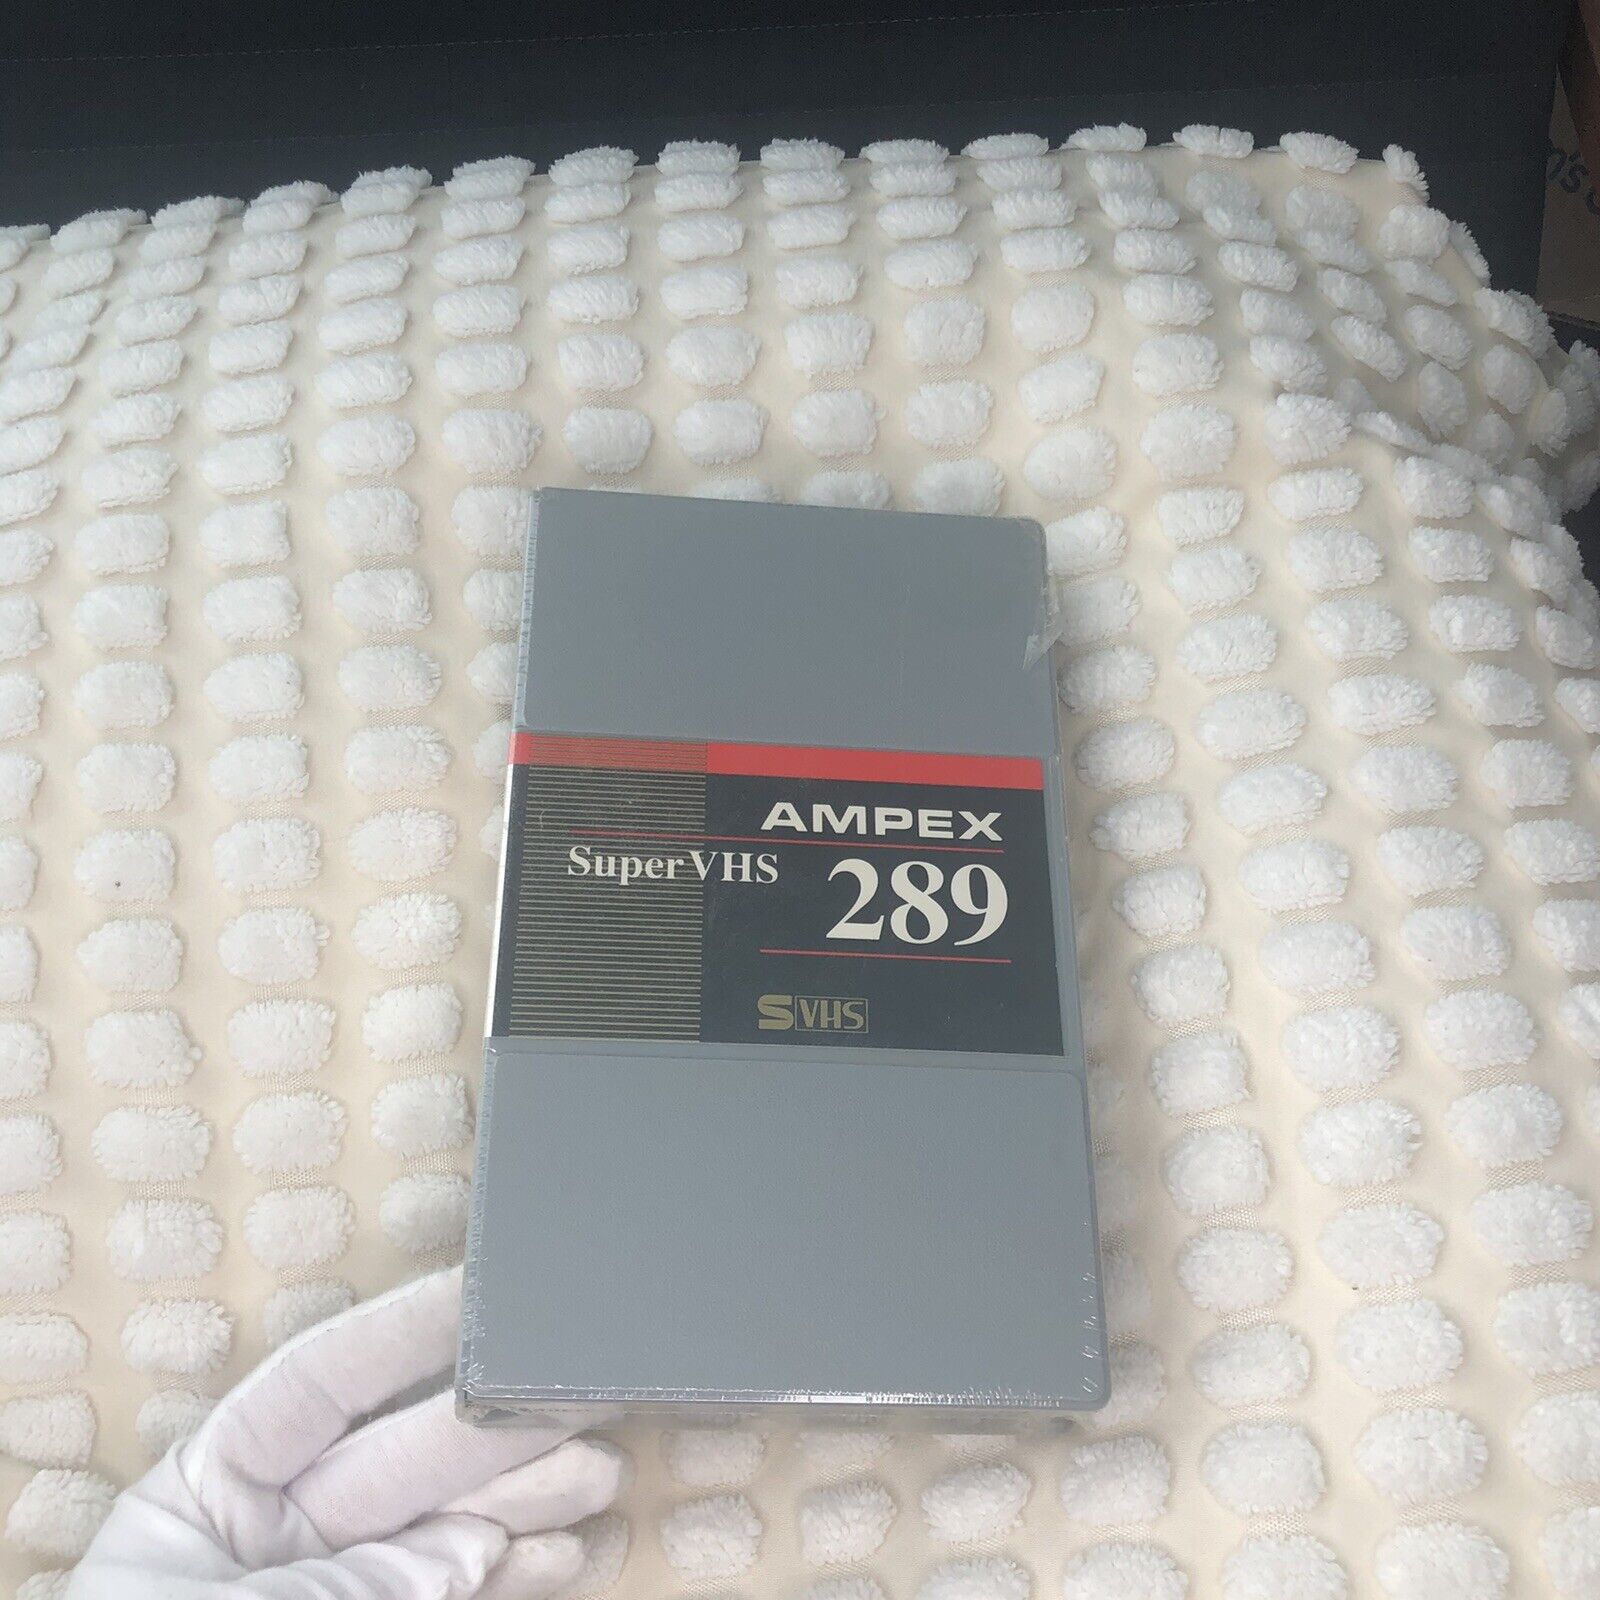 AMPEX
Super VHS
289
S VHS